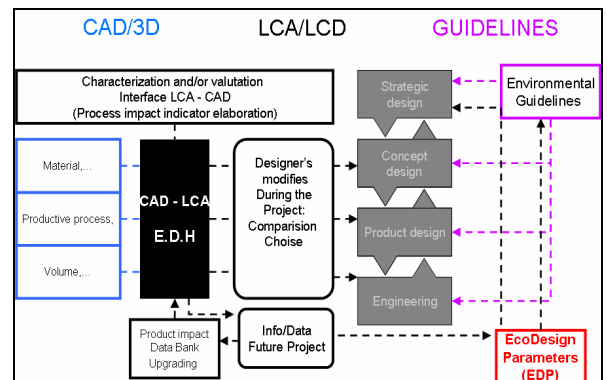 CAD/3D
LCA/LCD
GUIDELINES
Characterization and/or valutation
Interface LCA - CAD
(Process impact indicator elaboration)
Strategic
design
Environmental
Guidelines
Material,...
Productive process,
Volume,...
CAD - LCA
E.D.H
Designer's
modifies
During the
Project:
Comparision
Choise
Concept
design
Product design
Engineering
Product impact
Data Bank
Upgrading
Info/Data
Future Project
EcoDesign
Parameters
(EDP)